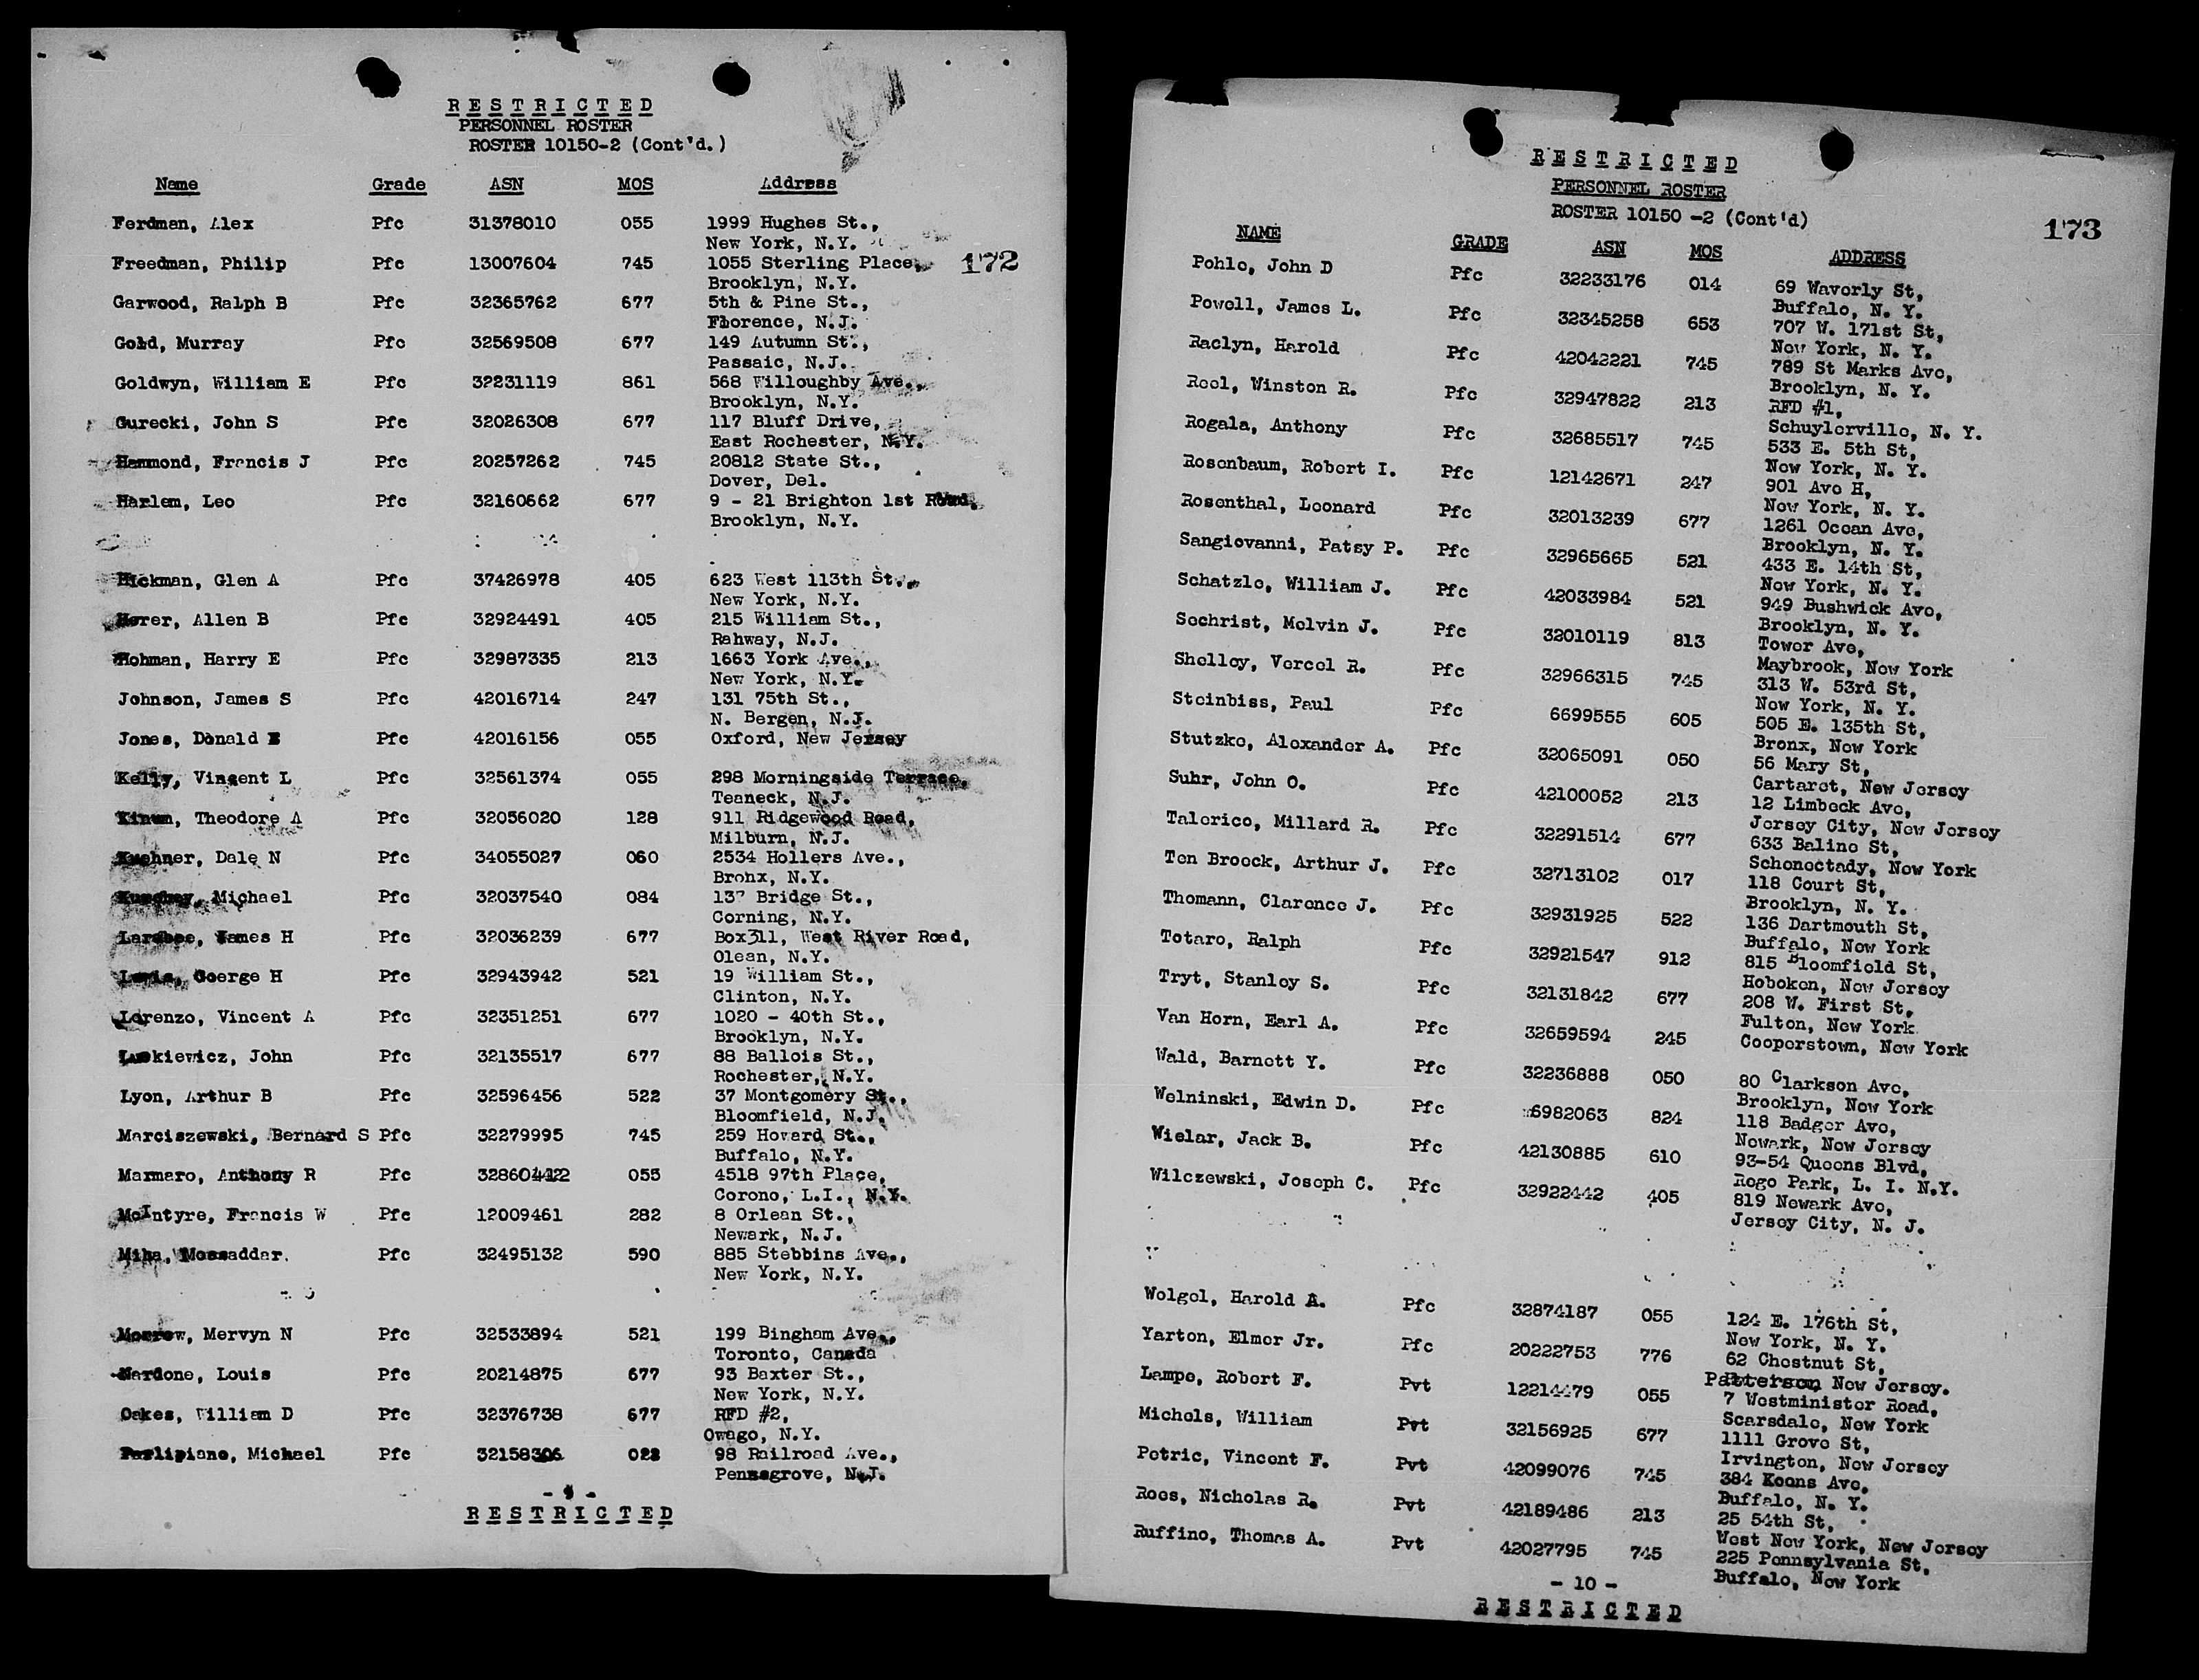 RESTRICTED
PERSONNEL ROSTER
ROSTER 10150-2 (Cont'd.)
Name Grade ASN MOS Address
Ferdman, Alex Pfc 31378010 055 1999 Hughes St.,
New York, N.Y.
172
Freedman, Philip Pfc 13007604 745 1055 Sterling Place,
Brooklyn, N.Y.
Garwood, Ralph B Pfc 32365762 677 5th & Pine St.,
Florence, N.J.
Gold, Murray Pfc 32569508 677 149 Autumn St.,
Passaic, N.J.
Goldwyn, William E Pfc 32231119 861 568 Willoughby Ave.,
Brooklyn, N.Y.
Gurecki, John S Pfc 32026308 677 117 Bluff Drive,
East Rochester, N.Y.
Hammond, Francis J Pfc 20257262 745 20812 State St.,
Dover, Del.
Harlem, Leo Pfc 32160662 677 9 - 21 Brighton 1st Road,
Brooklyn, N.Y.
Hickman, Glen A Pfc 37426978 405 623 West 113th St.,
New York, N.Y.
Herer, Allen B Pfc 32924491 405 215 William St.,
Rahway, N.J.
Hohman, Harry E Pfc 32987335 213 1663 York Ave.,
New York, N.Y.
Johnson, James S Pfc 42016714 247 131 75th St.,
N. Bergen, N.J.
Jones, Donald E Pfc 42016156 055 Oxford, New Jersey
Kelly, Vincent L Pfc 32561374 055 298 Morningside Terrace,
Teaneck, N.J.
Theodore A Pfc 32056020 128 911 Ridgewood Road,
Milburn, N.J.
Dale N Pfc 34055027 060 2534 Hollers Ave.,
Bronx, N.Y.
Michael Pfc 32037540 084 137 Bridge St.,
Corning, N.Y.
Larabee, James H Pfc 32036239 677 Box311, West River Road,
Olean, N.Y.
Lewis, Goerge H Pfc 32943942 521 19 William St.,
Clinton, N.Y.
Lorenzo, Vincent A Pfc 32351251 677 1020 - 40th St.,
Brooklyn, N.Y.
Luskiewicz, John Pfc 32135517 677 88 Ballois St.,
Rochester, N.Y.
Lyon, Arthur B Pfc 32596456 522 37 Montgomery St.,
Bloomfield, N.J.
Marciszewski, Bernard S Pfc 32279995 745 259 Howard St.,
Buffalo, N.Y.
Marmaro, Anthony R Pfc 32860442 055 4518 97th Place,
Corono, L.I., N.Y.
McIntyre, Francis W Pfc 12009461 282 8 Orlean St.,
Newark, N.J.
Miha, Mossaddar Pfc 32495132 590 885 Stebbins Ave.,
New York, N.Y.
Morrow, Mervyn N Pfc 32533894 521 199 Bingham Ave.,
Toronto, Canada
Nardone, Louis Pfc 20214875 677 93 Baxter St.,
New York, N.Y.
Oakes, William D Pfc 32376738 677 RFD #2,
Owago, N.Y.
Perlipiano, Michael Pfc 32158306 022 98 Railroad Ave.,
Pennsgrove, N.J.
- 9 -
RESTRICTED
RESTRICTED
PERSONNEL ROSTER
ROSTER 10150 -2 (Cont'd)
173
NAME GRADE ASN MOS ADDRESS
Pohle, John D Pfc 32233176 014 69 Waverly St,
Buffalo, N. Y.
Powell, James L. Pfc 32345258 653 707 W. 171st St,
New York, N. Y.
Raclyn, Harold Pfc 42042221 745 789 St Marks Ave,
Brooklyn, N. Y.
Reel, Winston R. Pfc 32947822 213 RFD #1,
Schuylerville, N. Y.
Rogala, Anthony Pfc 32685517 745 533 E. 5th St,
New York, N. Y.
Rosenbaum, Robert I. Pfc 12142671 247 901 Ave H,
New York, N. Y.
Rosenthal, Leonard Pfc 32013239 677 1261 Ocean Ave,
Brooklyn, N. Y.
Sangiovanni, Patsy P. Pfc 32965665 521 433 E. 14th St,
New York, N. Y.
Schatzle, William J. Pfc 42033984 521 949 Bushwick Ave,
Brooklyn, N. Y.
Sechrist, Melvin J. Pfc 32010119 813 Tower Ave,
Maybrook, New York
Shelley, Vercel R. Pfc 32966315 745 313 W. 53rd St,
New York, N. Y.
Steinbiss, Paul Pfc 6699555 605 505 E. 135th St,
Bronx, New York
Stutzke, Alexander A. Pfc 32065091 050 56 Mary St,
Cartaret, New Jersey
Suhr, John O. Pfc 42100052 213 12 Limbeck Ave,
Jersey City, New Jersey
Talerico, Millard R. Pfc 32291514 677 633 Balino St,
Schenectady, New York
Ten Broeck, Arthur J. Pfc 32713102 017 118 Court St,
Brooklyn, N. Y.
Thomann, Clarence J. Pfc 32931925 522 136 Dartmouth St,
Buffalo, New York
Totaro, Ralph Pfc 32921547 912 815 Bloomfield St,
Hoboken, New Jersey
Tryt, Stanley S. Pfc 32131842 677 208 W. First St,
Fulton, New York
Van Horn, Earl A. Pfc 32659594 245 Cooperstown, New York
Wald, Barnett Y. Pfc 32236888 050 80 Clarkson Ave,
Brooklyn, New York
Welninski, Edwin D. Pfc 6982063 824 118 Badger Ave,
Newark, New Jersey
Wielar, Jack B. Pfc 42130885 610 93-54 Queens Blvd,
Rego Park, L. I. N.Y.
Wilczewski, Joseph C. Pfc 32922442 405 819 Newark Ave,
Jersey City, N. J.
Wolgel, Harold A. Pfc 32874187 055 124 E. 176th St,
New York, N. Y.
Yarton, Elmer Jr. Pfc 20222753 776 62 Chestnut St,
Patterson, New Jersey.
Lampe, Robert F. Pvt 12214479 055 7 Westminister Road,
Scarsdale, New York
Michels, William Pvt 32156925 677 1111 Grove St,
Irvington, New Jersey
Petric, Vincent F. Pvt 42099076 745 384 Koons Ave,
Buffalo, N. Y.
Roes, Nicholas R. Pvt 42189486 213 25 54th St,
West New York, New Jersey
Ruffino, Thomas A. Pvt 42027795 745 225 Pennsylvania St,
Buffalo, New York
- 10 -
RESTRICTED